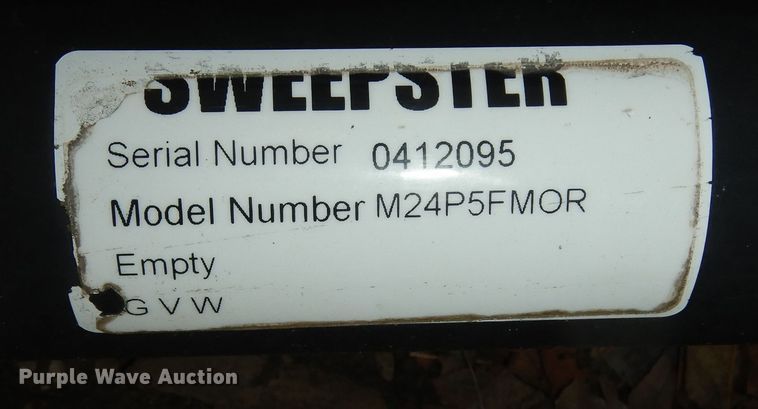 SWEEPSTER
Serial Number 0412095
Model Number M24P5FMOR
Empty
G V W
Purple Wave Auction